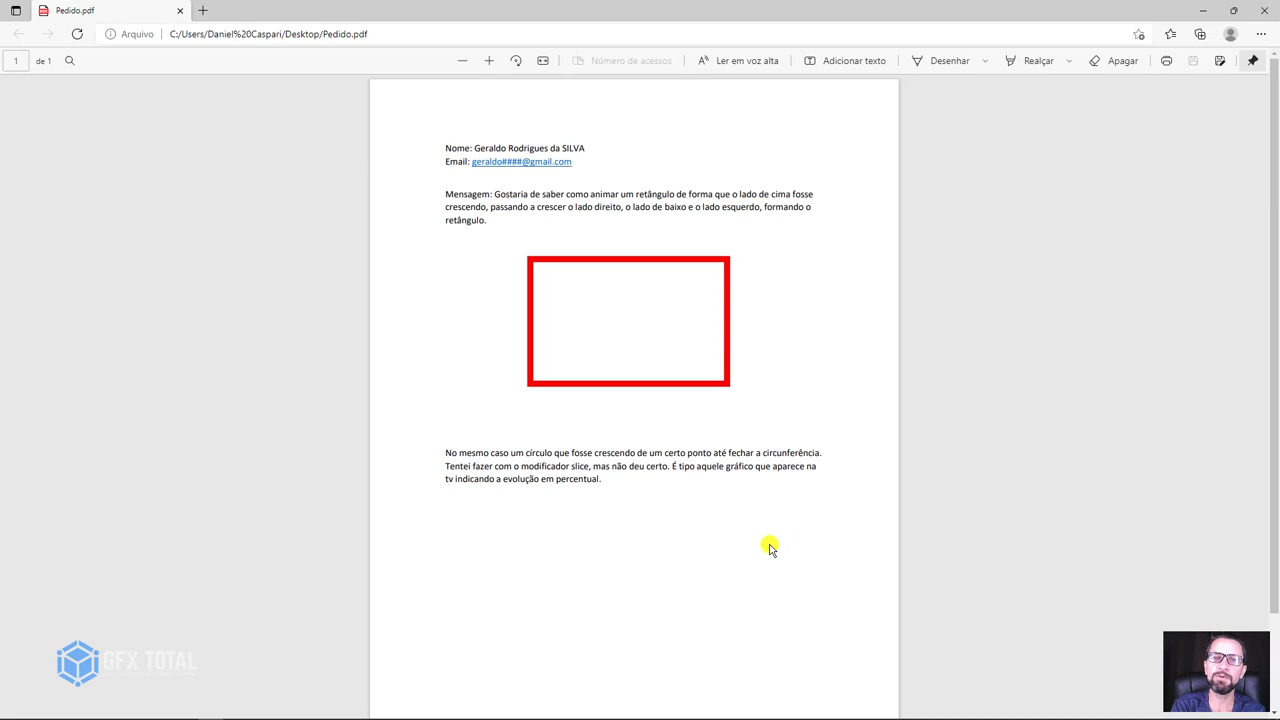 Pedido.pdf
Arquivo C:/Users/Daniel%20Caspari/Desktop/Pedido.pdf
1 de 1 Número de acessos Ler em voz alta Adicionar texto Desenhar Realçar Apagar
Nome: Geraldo Rodrigues da SILVA
Email: geraldo####@gmail.com
Mensagem: Gostaria de saber como animar um retângulo de forma que o lado de cima fosse
crescendo, passando a crescer o lado direito, o lado de baixo e o lado esquerdo, formando o
retângulo.
No mesmo caso um círculo que fosse crescendo de um certo ponto até fechar a circunferência.
Tentei fazer com o modificador slice, mas não deu certo. É tipo aquele gráfico que aparece na
tv indicando a evolução em percentual.
GFX TOTAL